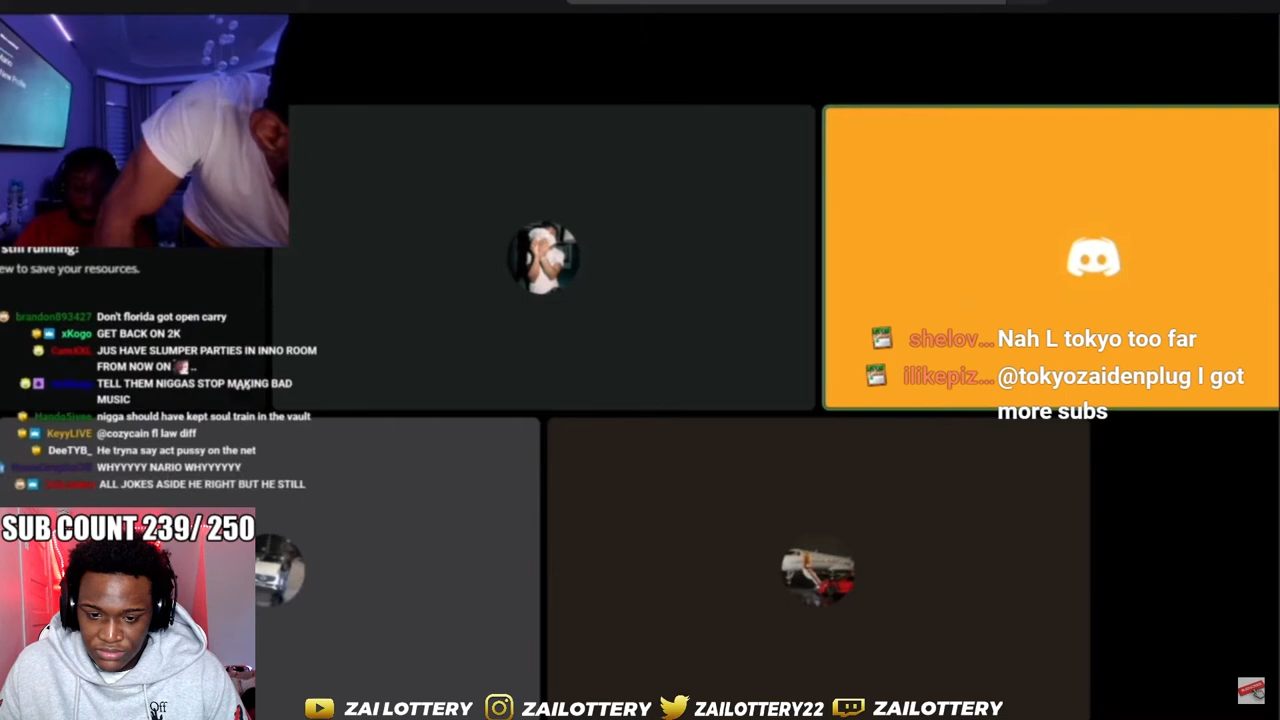 still running!
ew to save your resources.
brandon893427 Don't florida got open carry
xKogo GET BACK ON 2K
JUS HAVE SLUMPER PARTIES IN INNO ROOM
FROM NOW ON ..
TELL THEM NIGGAS STOP MAKING BAD
MUSIC
nigga should have kept soul train in the vault
KeyyLIVE @cozycain fl law diff
DeeTYB_ He tryna say act pussy on the net
WHYYYYY NARIO WHYYYYYY
ALL JOKES ASIDE HE RIGHT BUT HE STILL
shelov... Nah L tokyo too far
ilikepiz... @tokyozaidenplug I got
more subs
SUB COUNT 239/ 250
Off
ZAI LOTTERY ZAILOTTERY ZAILOTTERY22 ZAILOTTERY